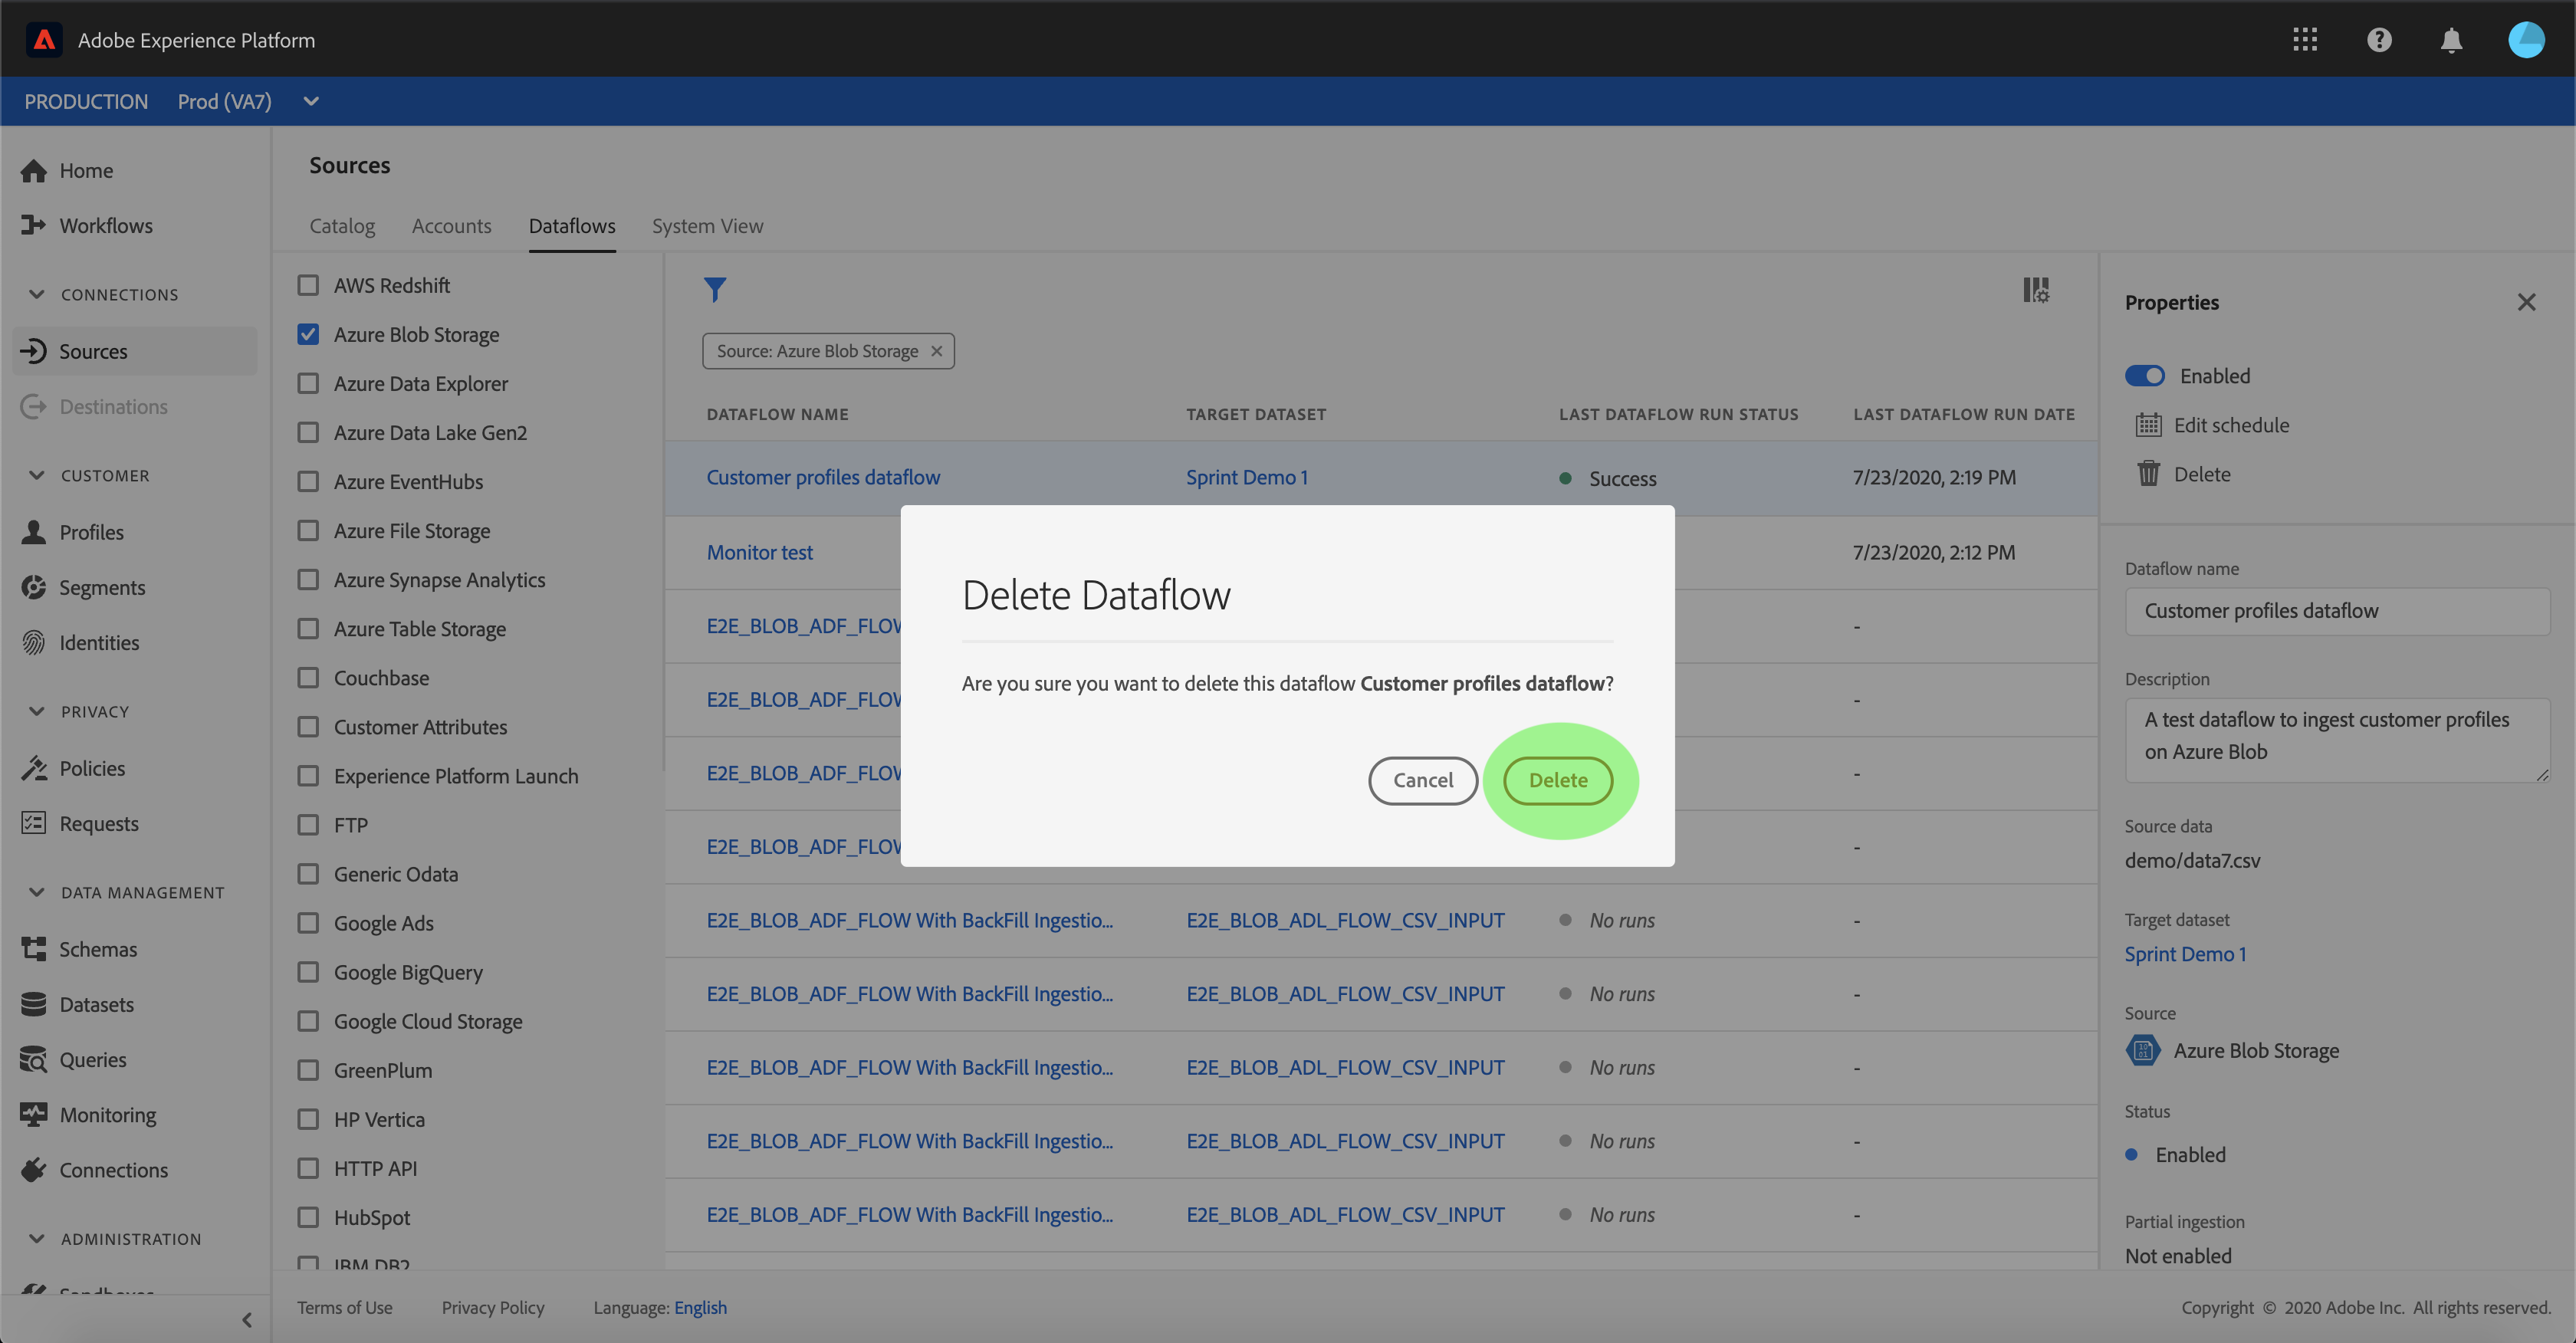 Adobe Experience Platform
PRODUCTION Prod (VA7)
Home
Workflows
CONNECTIONS
Sources
Destinations
CUSTOMER
Profiles
Segments
Identities
PRIVACY
Policies
Requests
DATA MANAGEMENT
Schemas
Datasets
Queries
Monitoring
Connections
ADMINISTRATION
Sources
Catalog Accounts Dataflows System View
AWS Redshift
Azure Blob Storage
Azure Data Explorer
Azure Data Lake Gen2
Azure EventHubs
Azure File Storage
Azure Synapse Analytics
Azure Table Storage
Couchbase
Customer Attributes
Experience Platform Launch
FTP
Generic Odata
Google Ads
Google BigQuery
Google Cloud Storage
GreenPlum
HP Vertica
HTTP API
HubSpot
IBM DB2
Source: Azure Blob Storage
DATAFLOW NAME TARGET DATASET LAST DATAFLOW RUN STATUS LAST DATAFLOW RUN DATE
Customer profiles dataflow Sprint Demo 1 Success 7/23/2020, 2:19 PM
Monitor test 7/23/2020, 2:12 PM
E2E_BLOB_ADF_FLOW -
E2E_BLOB_ADF_FLOW -
E2E_BLOB_ADF_FLOW -
E2E_BLOB_ADF_FLOW -
E2E_BLOB_ADF_FLOW With BackFill Ingestio... E2E_BLOB_ADL_FLOW_CSV_INPUT No runs -
E2E_BLOB_ADF_FLOW With BackFill Ingestio... E2E_BLOB_ADL_FLOW_CSV_INPUT No runs -
E2E_BLOB_ADF_FLOW With BackFill Ingestio... E2E_BLOB_ADL_FLOW_CSV_INPUT No runs -
E2E_BLOB_ADF_FLOW With BackFill Ingestio... E2E_BLOB_ADL_FLOW_CSV_INPUT No runs -
E2E_BLOB_ADF_FLOW With BackFill Ingestio... E2E_BLOB_ADL_FLOW_CSV_INPUT No runs -
Delete Dataflow
Are you sure you want to delete this dataflow Customer profiles dataflow?
Cancel Delete
Properties
Enabled
Edit schedule
Delete
Dataflow name
Customer profiles dataflow
Description
A test dataflow to ingest customer profiles
on Azure Blob
Source data
demo/data7.csv
Target dataset
Sprint Demo 1
Source
Azure Blob Storage
Status
Enabled
Partial ingestion
Not enabled
Terms of Use Privacy Policy Language: English
Copyright © 2020 Adobe Inc. All rights reserved.